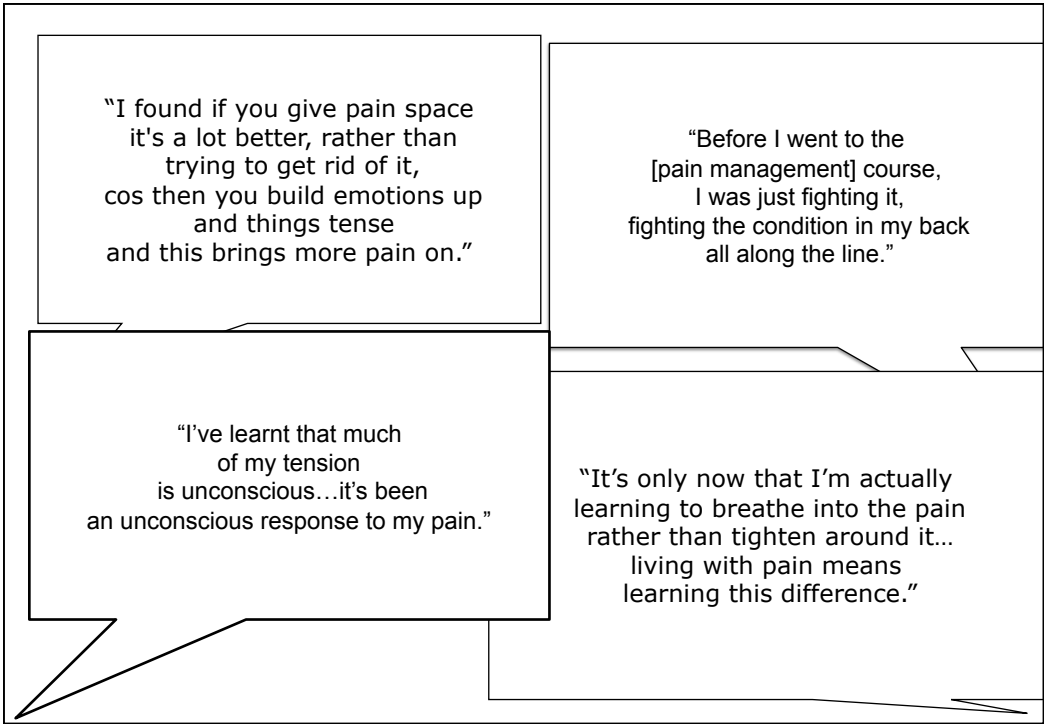 “I found if you give pain space
it's a lot better, rather than
trying to get rid of it,
cos then you build emotions up
and things tense
and this brings more pain on.”
“Before I went to the
[pain management] course,
I was just fighting it,
fighting the condition in my back
all along the line.”
“I’ve learnt that much
of my tension
is unconscious…it’s been
an unconscious response to my pain.”
“It’s only now that I’m actually
learning to breathe into the pain
rather than tighten around it…
living with pain means
learning this difference.”